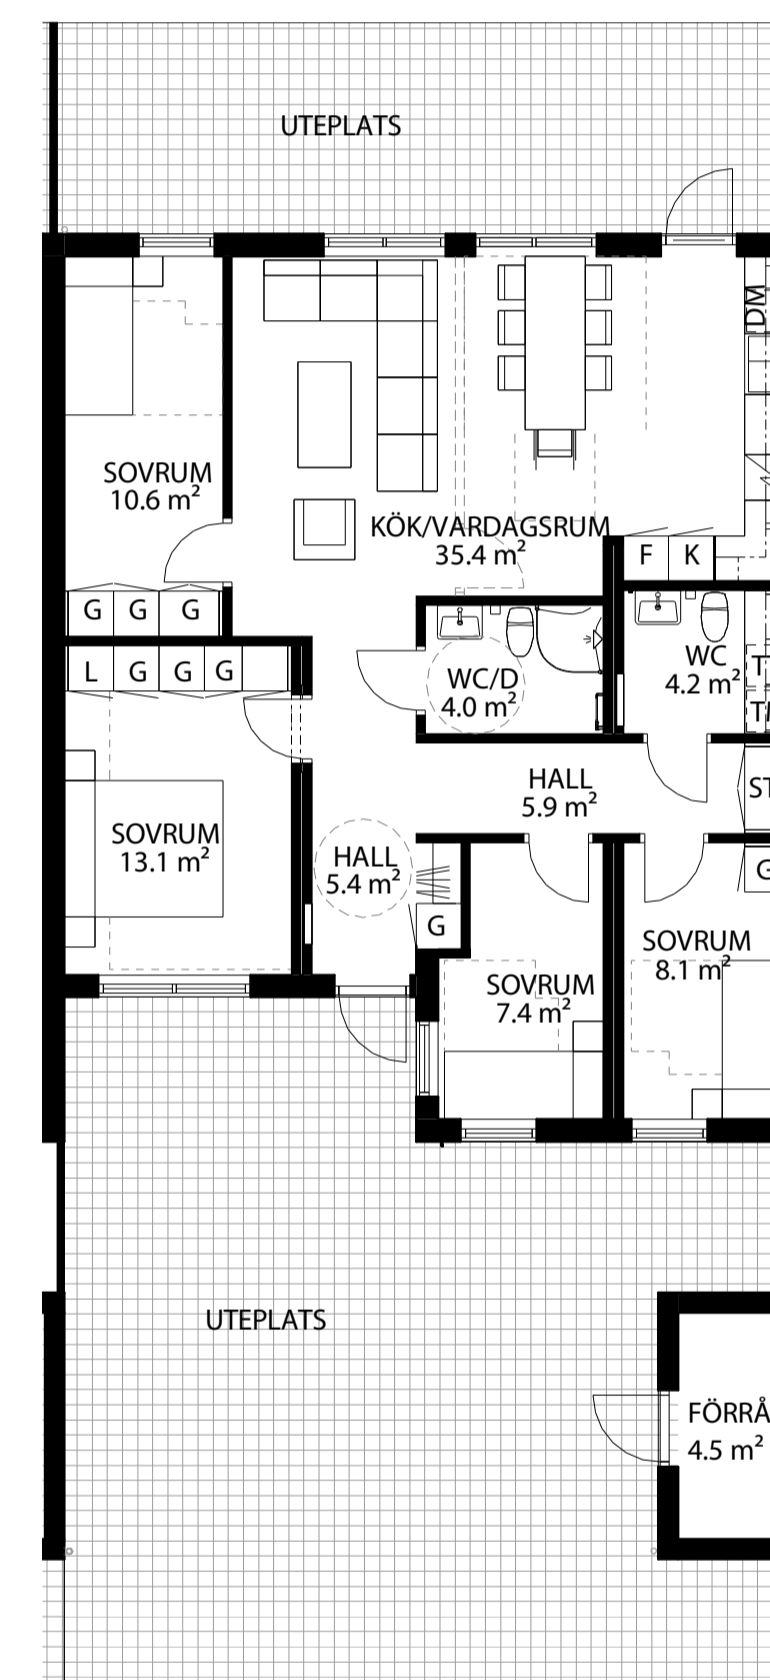 UTEPLATS
DM
SOVRUM
10.6 m²
KÖK/VARDAGSRUM
35.4 m²
F K
G G G
L G G G
WC/D
4.0 m²
WC
4.2 m²
HALL
5.9 m²
ST
SOVRUM
13.1 m²
HALL
5.4 m²
G
G
SOVRUM
8.1 m²
SOVRUM
7.4 m²
UTEPLATS
FÖRRÅ
4.5 m²